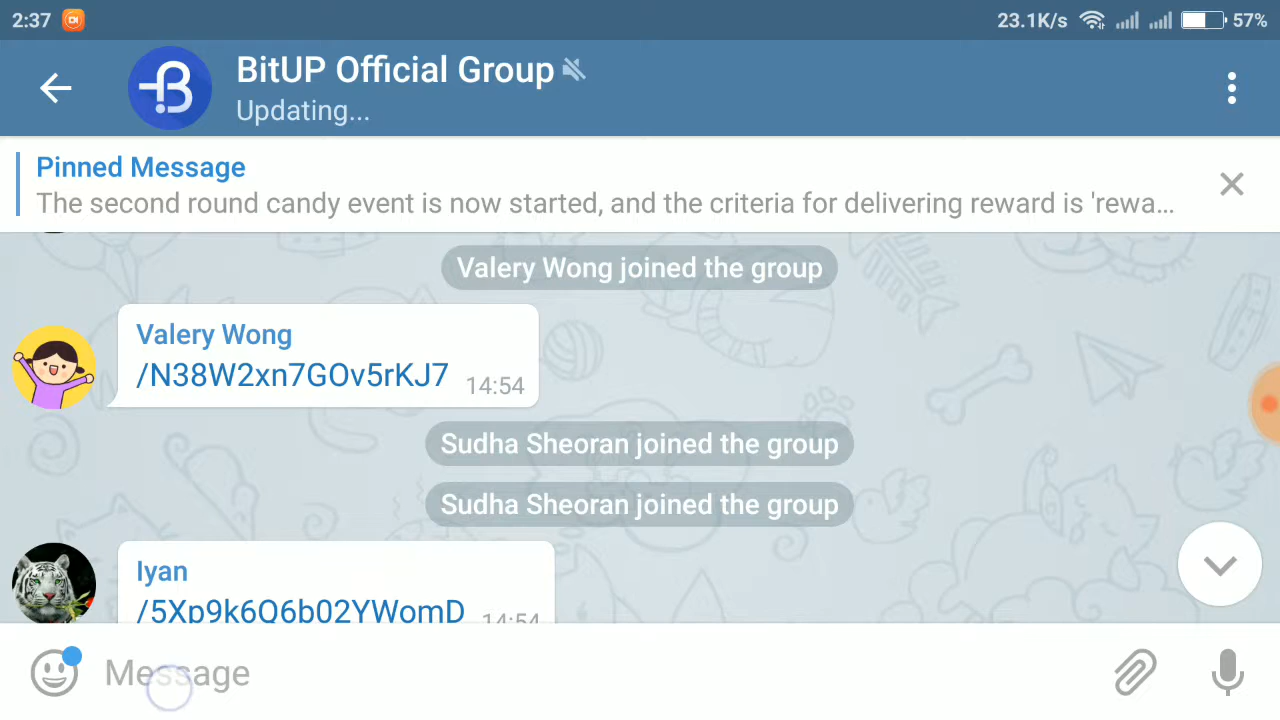 2:37
23.1K/s
57%
BitUP Official Group
Updating...
Pinned Message
The second round candy event is now started, and the criteria for delivering reward is 'rewa...
Valery Wong joined the group
Valery Wong
/N38W2xn7GOv5rKJ7 14:54
Sudha Sheoran joined the group
Sudha Sheoran joined the group
Iyan
/5Xp9k6Q6b02YWomD 14:54
Message